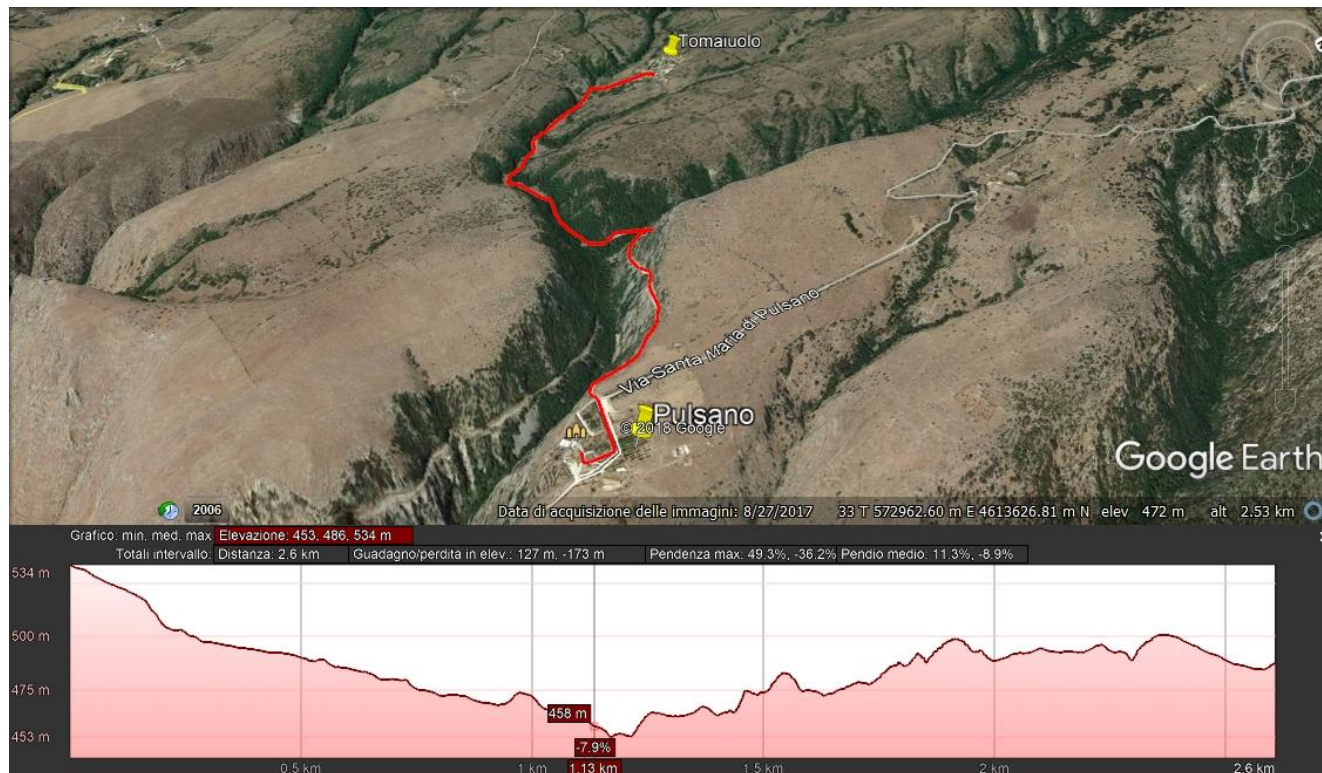 Tomaiuolo
Via-Santa Maria di Pulsano
Pulsano
© 2018 Google
Google Earth
2006
Data di acquisizione delle immagini: 8/27/2017 33 T 572962.60 m E 4613626.81 m N elev 472 m alt 2.53 km
Grafico: min. med. max Elevazione: 453, 486, 534 m
Totali intervallo: Distanza: 2.6 km Guadagno/perdita in elev.: 127 m, -173 m Pendenza max: 49.3%, -36.2% Pendio medio: 11.3%, -8.9%
534 m
500 m
475 m
458 m
453 m
-7.9%
0.5 km 1 km 1.13 km 1.5 km 2 km 2.6 km